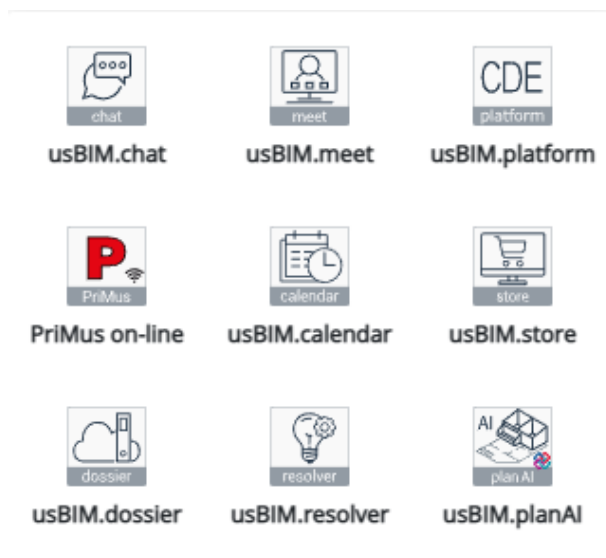 chat meet CDE platform
usBIM.chat usBIM.meet usBIM.platform
P PriMus calendar store
PriMus on-line usBIM.calendar usBIM.store
dossier resolver AI plan AI
usBIM.dossier usBIM.resolver usBIM.planAI